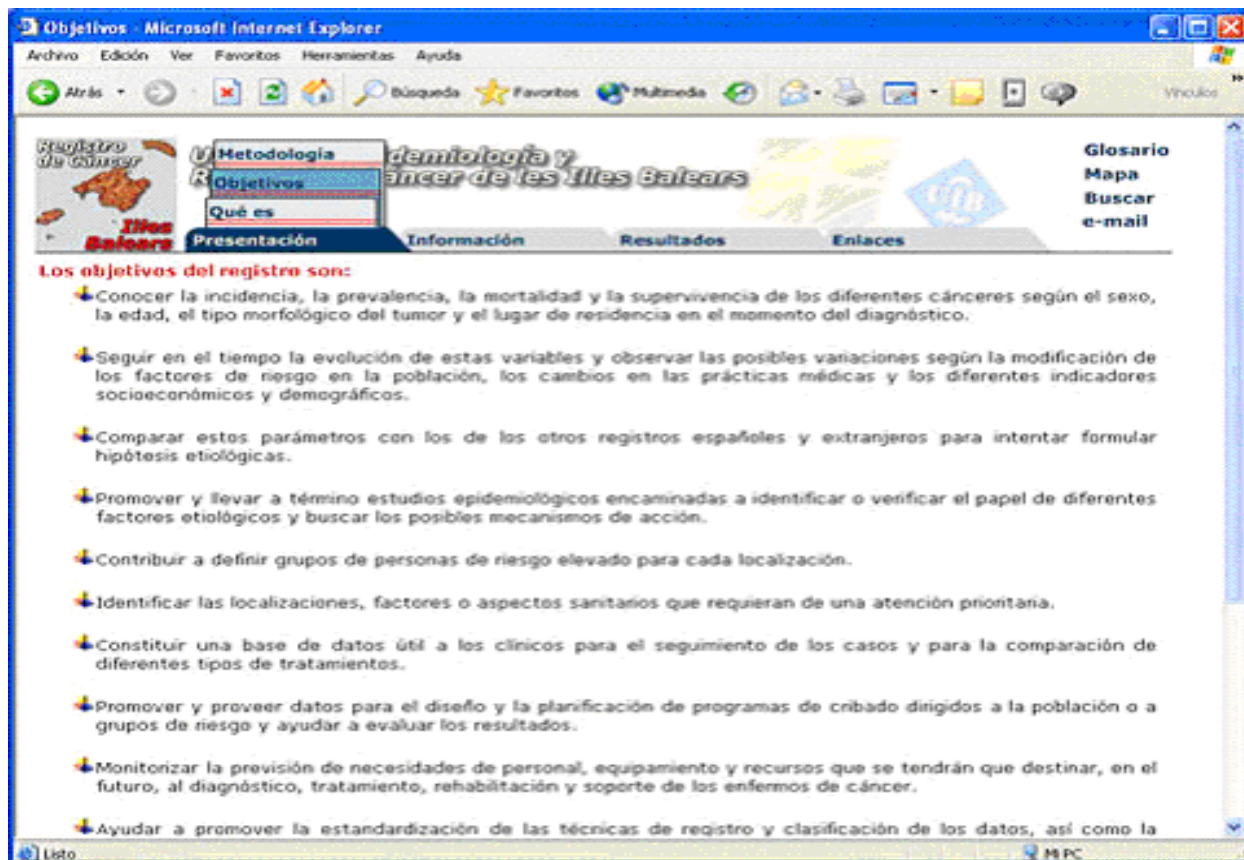 Objetivos - Microsoft Internet Explorer
Archivo Edición Ver Favoritos Herramientas Ayuda
Atrás Búsqueda Favoritos Multimedia Vínculos
Registro
de Cáncer
Illes
Balears
U
demiología y
R
áncer de les Illes Balears
Metodología
Objetivos
Qué es
Glosario
Mapa
Buscar
e-mail
Presentación Información Resultados Enlaces
Los objetivos del registro son:
Conocer la incidencia, la prevalencia, la mortalidad y la supervivencia de los diferentes cánceres según el sexo,
la edad, el tipo morfológico del tumor y el lugar de residencia en el momento del diagnóstico.
Seguir en el tiempo la evolución de estas variables y observar las posibles variaciones según la modificación de
los factores de riesgo en la población, los cambios en las prácticas médicas y los diferentes indicadores
socioeconómicos y demográficos.
Comparar estos parámetros con los de los otros registros españoles y extranjeros para intentar formular
hipótesis etiológicas.
Promover y llevar a término estudios epidemiológicos encaminadas a identificar o verificar el papel de diferentes
factores etiológicos y buscar los posibles mecanismos de acción.
Contribuir a definir grupos de personas de riesgo elevado para cada localización.
Identificar las localizaciones, factores o aspectos sanitarios que requieran de una atención prioritaria.
Constituir una base de datos útil a los clínicos para el seguimiento de los casos y para la comparación de
diferentes tipos de tratamientos.
Promover y proveer datos para el diseño y la planificación de programas de cribado dirigidos a la población o a
grupos de riesgo y ayudar a evaluar los resultados.
Monitorizar la previsión de necesidades de personal, equipamiento y recursos que se tendrán que destinar, en el
futuro, al diagnóstico, tratamiento, rehabilitación y soporte de los enfermos de cáncer.
Ayudar a promover la estandardización de las técnicas de registro y clasificación de los datos, así como la
Listo
Mi PC